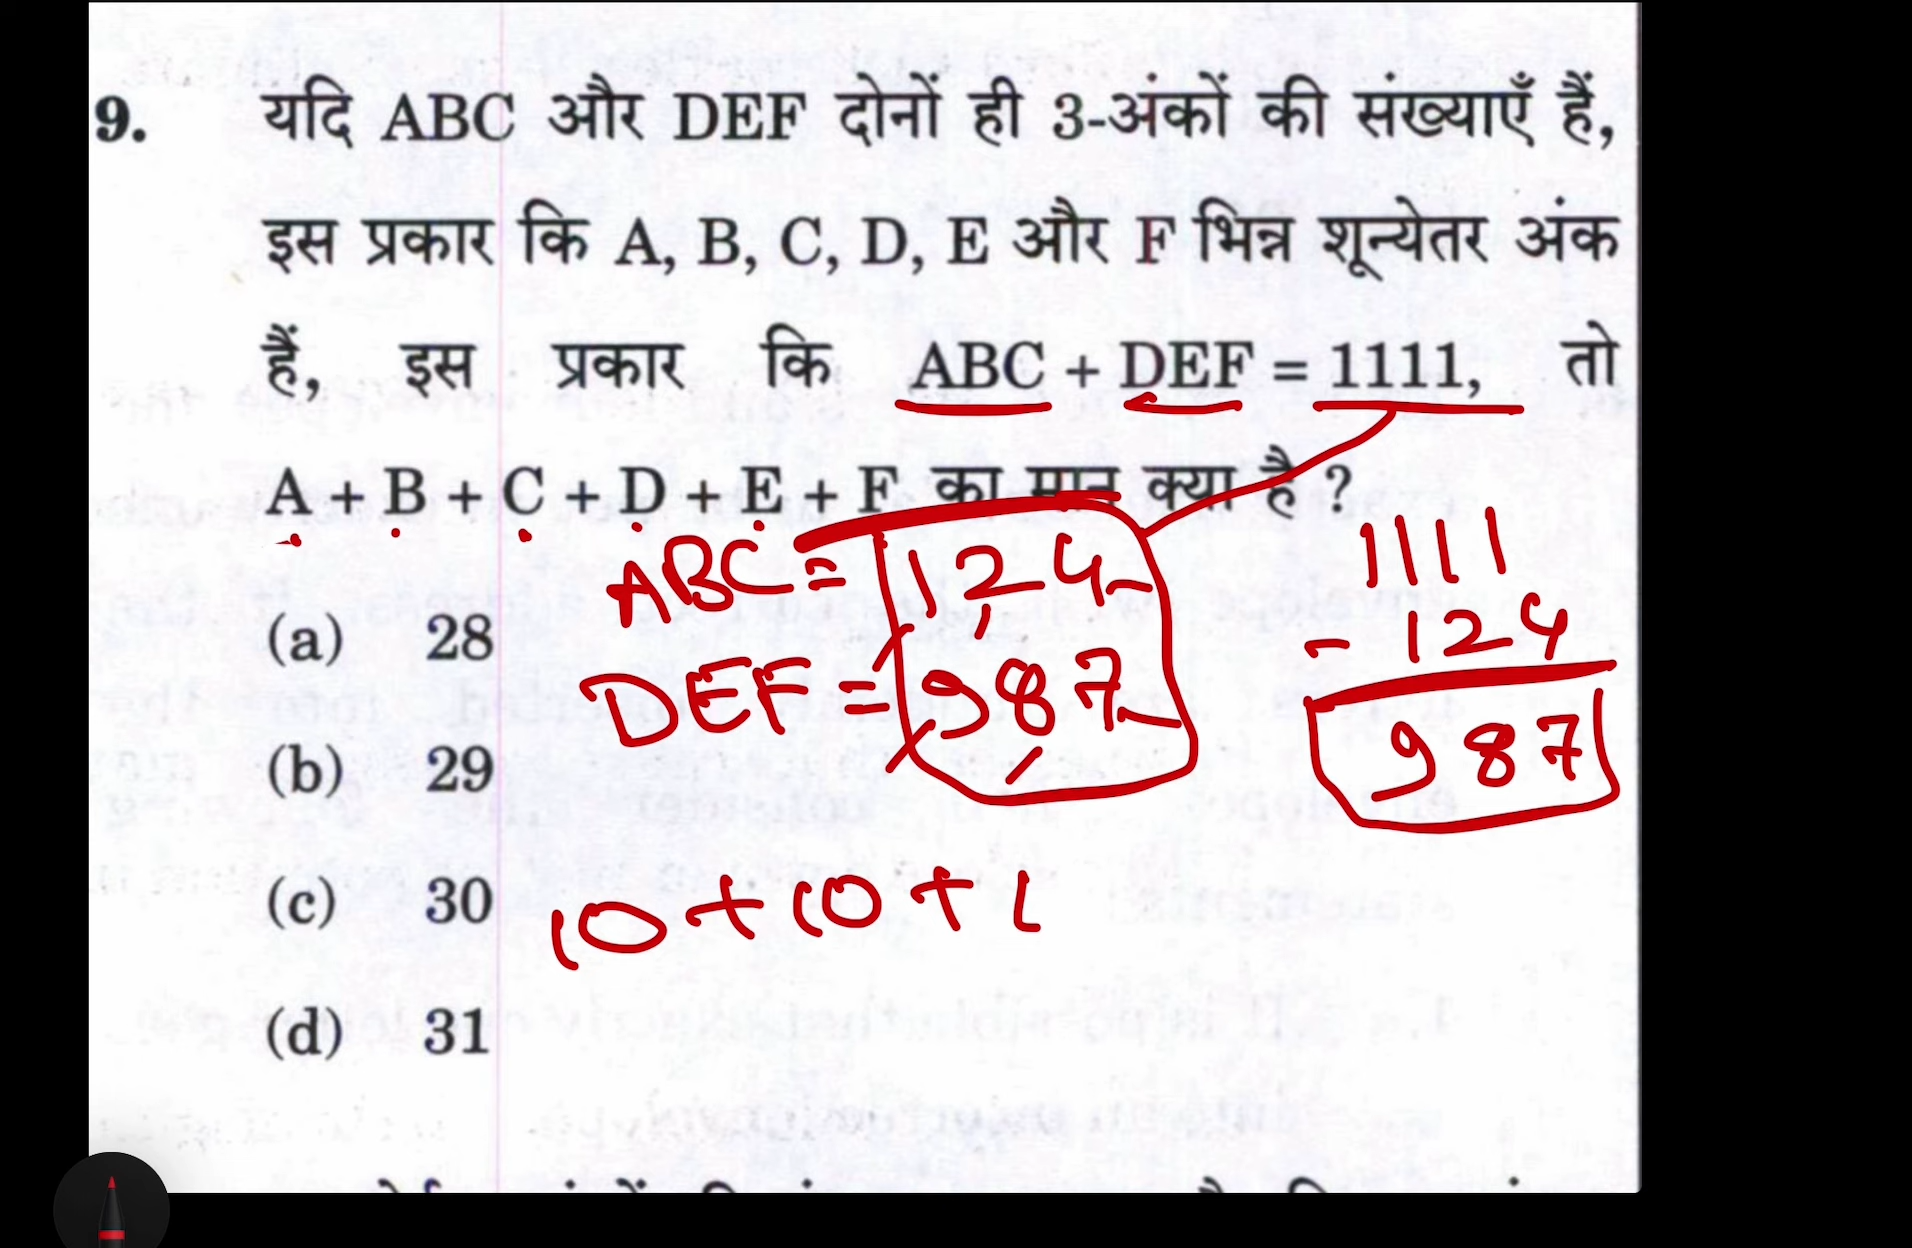 9. यदि ABC और DEF दोनों ही 3-अंकों की संख्याएँ हैं,
इस प्रकार कि A, B, C, D, E और F भिन्न शून्येतर अंक
हैं, इस प्रकार कि ABC + DEF = 1111, तो
A + B + C + D + E + F का मान क्या है ?
ABC = 124
DEF = 987
1111
- 124
987
(a) 28
(b) 29
(c) 30
10 + 10 + 1
(d) 31